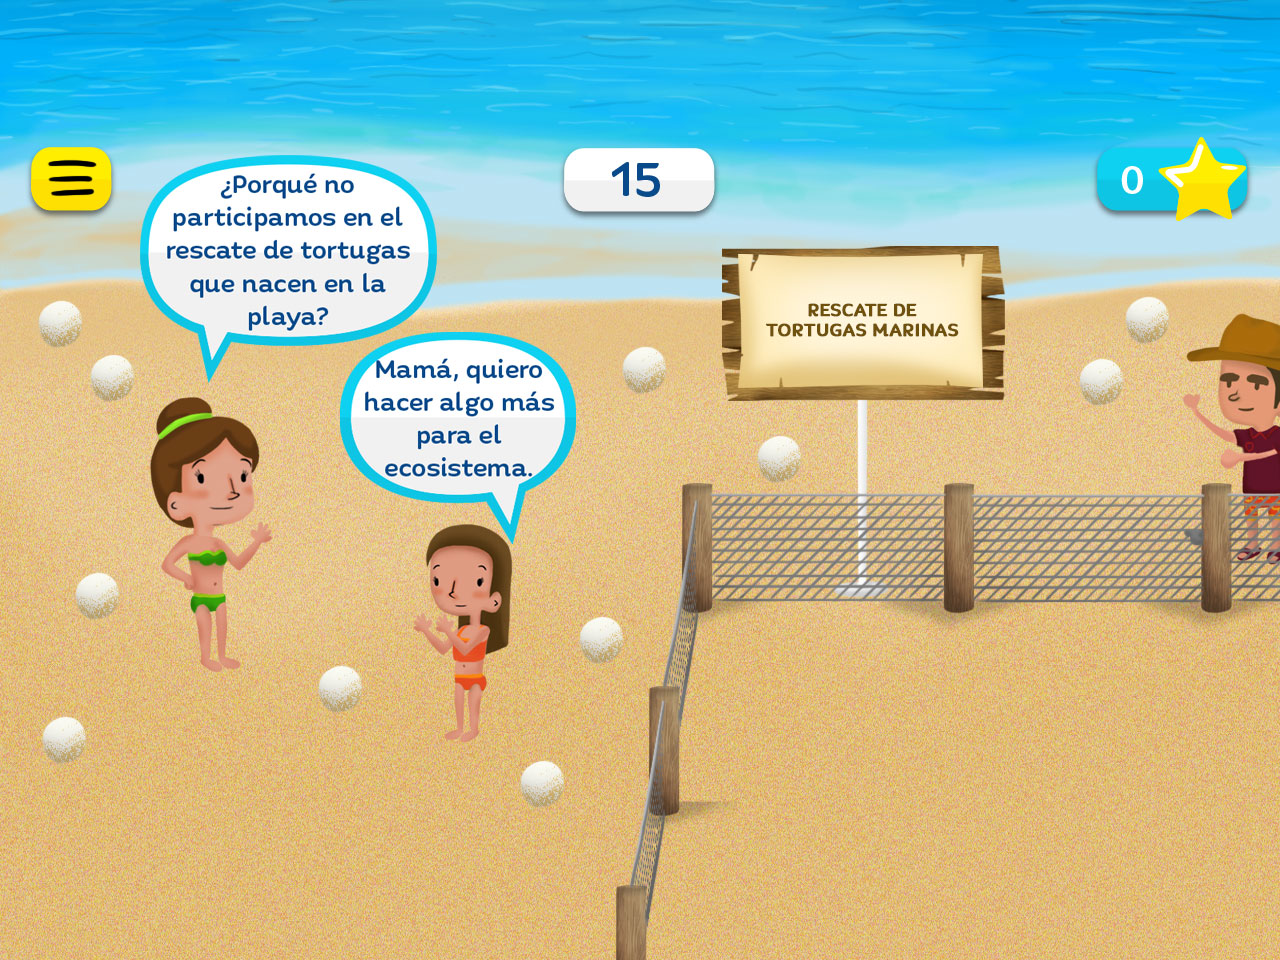 15
0
¿Porqué no
participamos en el
rescate de tortugas
que nacen en la
playa?
Mamá, quiero
hacer algo más
para el
ecosistema.
RESCATE DE
TORTUGAS MARINAS